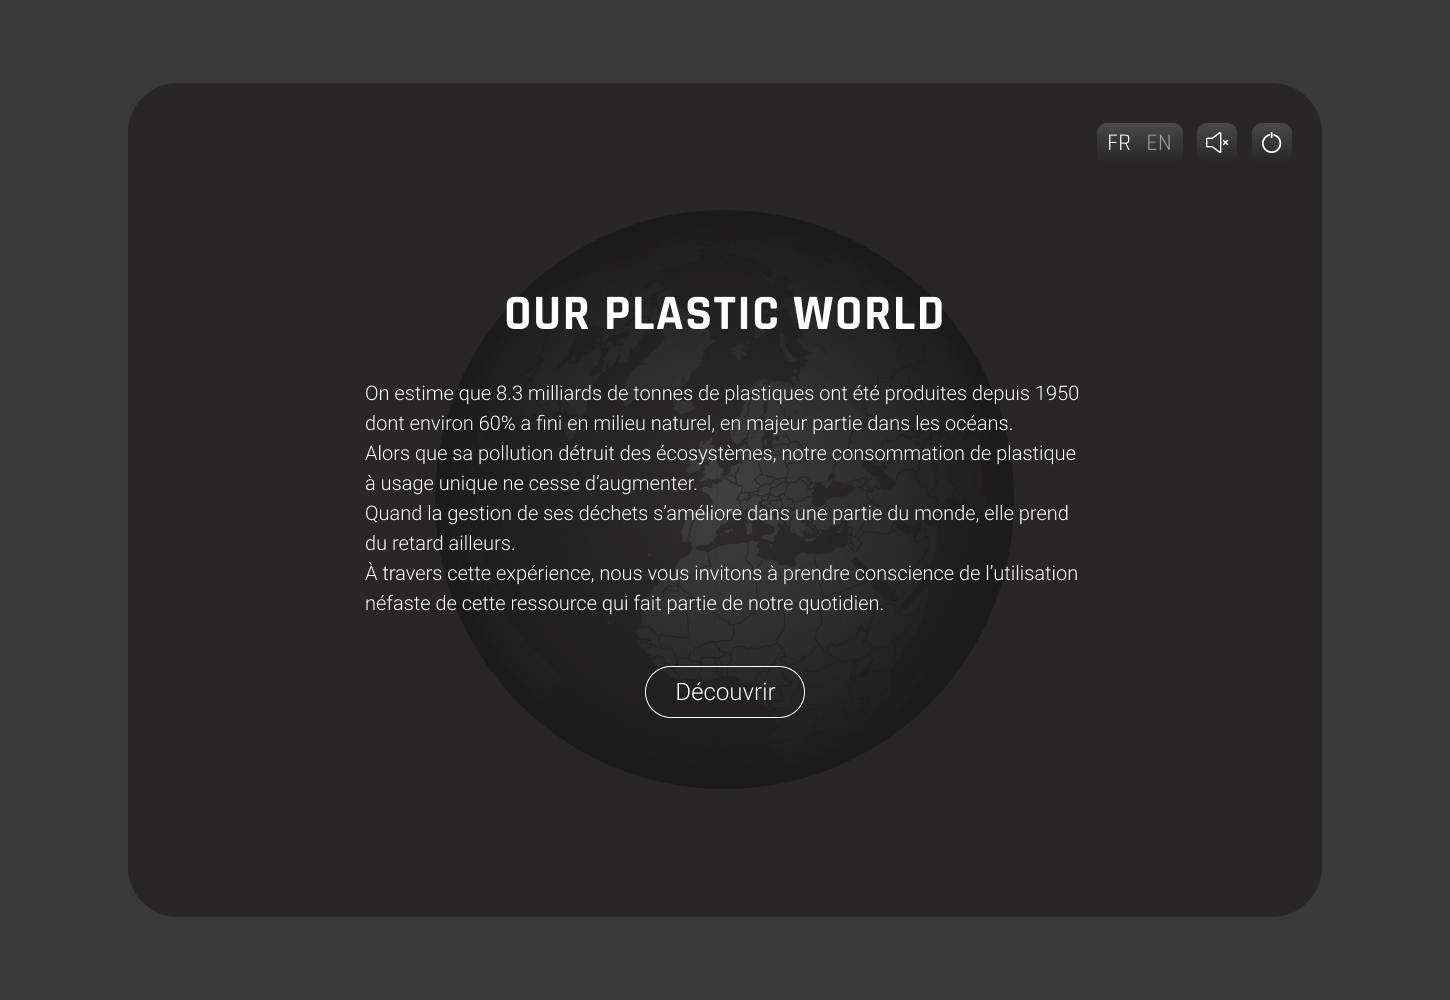 FR EN
OUR PLASTIC WORLD
On estime que 8.3 milliards de tonnes de plastiques ont été produites depuis 1950
dont environ 60% a fini en milieu naturel, en majeur partie dans les océans.
Alors que sa pollution détruit des écosystèmes, notre consommation de plastique
à usage unique ne cesse d’augmenter.
Quand la gestion de ses déchets s’améliore dans une partie du monde, elle prend
du retard ailleurs.
À travers cette expérience, nous vous invitons à prendre conscience de l’utilisation
néfaste de cette ressource qui fait partie de notre quotidien.
Découvrir